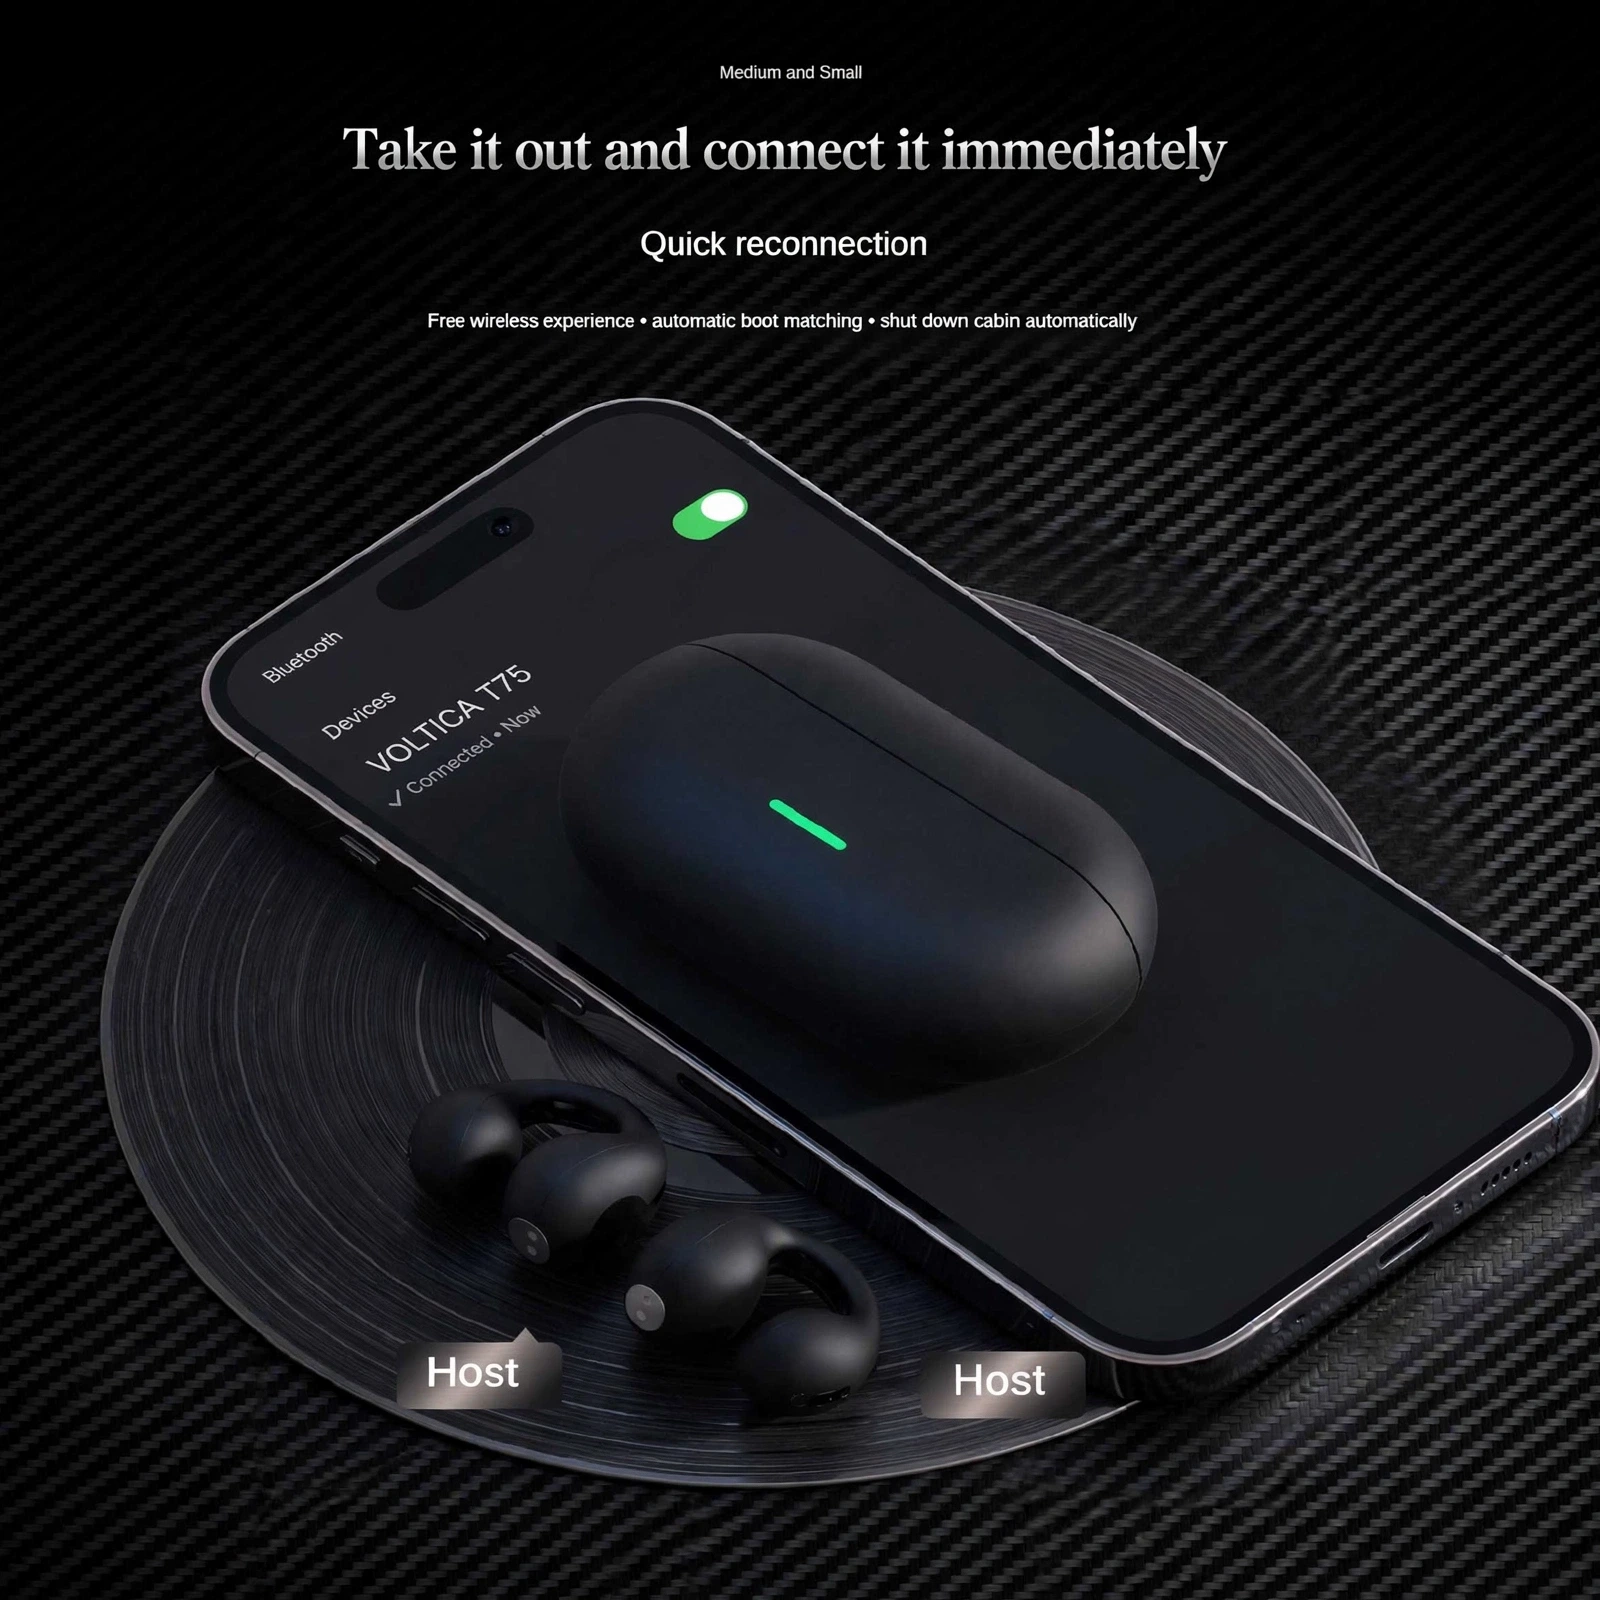 Medium and Small
Take it out and connect it immediately
Quick reconnection
Free wireless experience • automatic boot matching • shut down cabin automatically
Bluetooth
Devices
VOLTICA T75
✓ Connected • Now
Host
Host